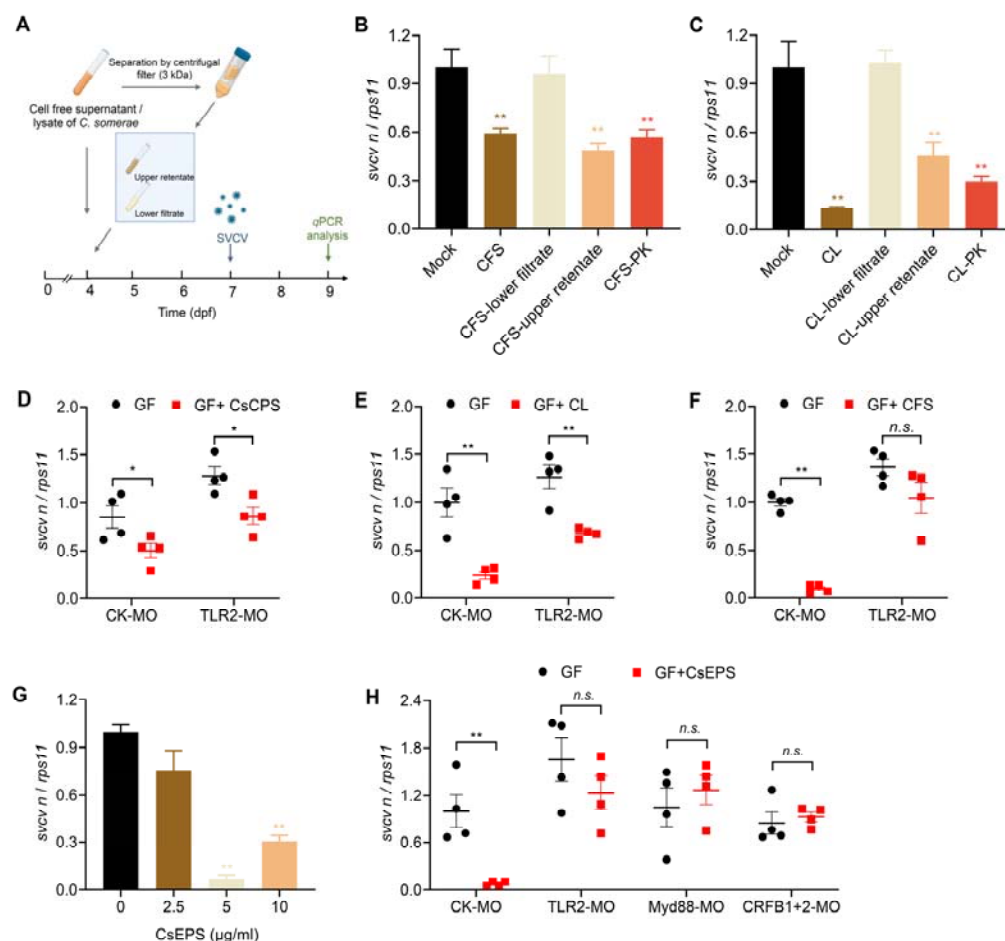 A
Separation by centrifugal
filter (3 kDa)
Cell free supernatant /
lysate of C. somerae
Upper retentate
Lower filtrate
SVCV
qPCR
analysis
0 4 5 6 7 8 9
Time (dpf)
B
svcv n / rps11
1.2
0.9
0.6
0.3
0.0
**
**
**
Mock
CFS
CFS-lower filtrate
CFS-upper retentate
CFS-PK
C
svcv n / rps11
1.2
0.9
0.6
0.3
0.0
**
**
**
Mock
CL
CL-lower filtrate
CL-upper retentate
CL-PK
D
GF GF+ CsCPS
svcv n / rps11
2.0
1.5
1.0
0.5
0.0
*
*
CK-MO TLR2-MO
E
GF GF+ CL
svcv n / rps11
2.0
1.5
1.0
0.5
0.0
**
**
CK-MO TLR2-MO
F
GF GF+ CFS
svcv n / rps11
2.0
1.5
1.0
0.5
0.0
**
n.s.
CK-MO TLR2-MO
G
svcv n / rps11
1.2
0.9
0.6
0.3
0.0
**
**
0 2.5 5 10
CsEPS (μg/ml)
H
GF GF+CsEPS
svcv n / rps11
2.4
1.8
1.2
0.6
0.0
**
n.s.
n.s.
n.s.
CK-MO TLR2-MO Myd88-MO CRFB1+2-MO